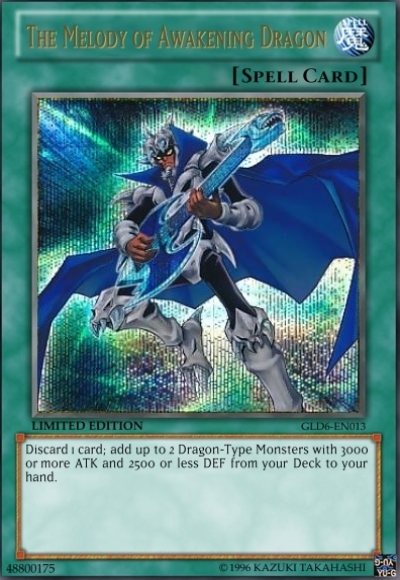 The Melody of Awakening Dragon
[Spell Card]
LIMITED EDITION GLD6-EN013
Discard 1 card; add up to 2 Dragon-Type Monsters with 3000
or more ATK and 2500 or less DEF from your Deck to your
hand.
48800175 ©1996 KAZUKI TAKAHASHI